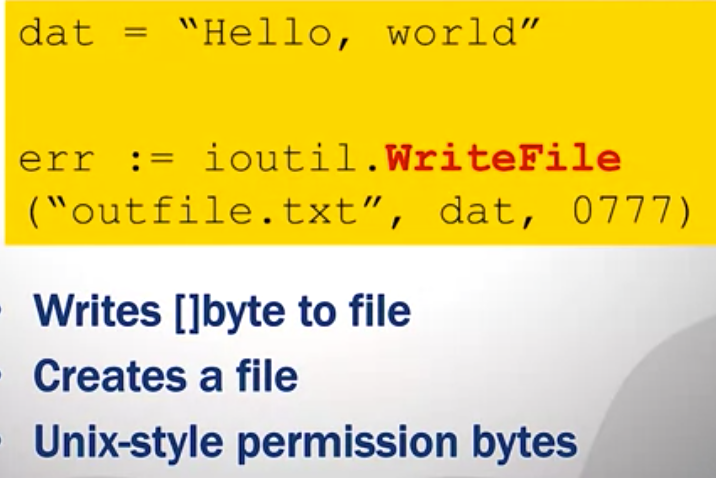 dat = “Hello, world”
err := ioutil.WriteFile
(“outfile.txt”, dat, 0777)
• Writes []byte to file
• Creates a file
• Unix-style permission bytes